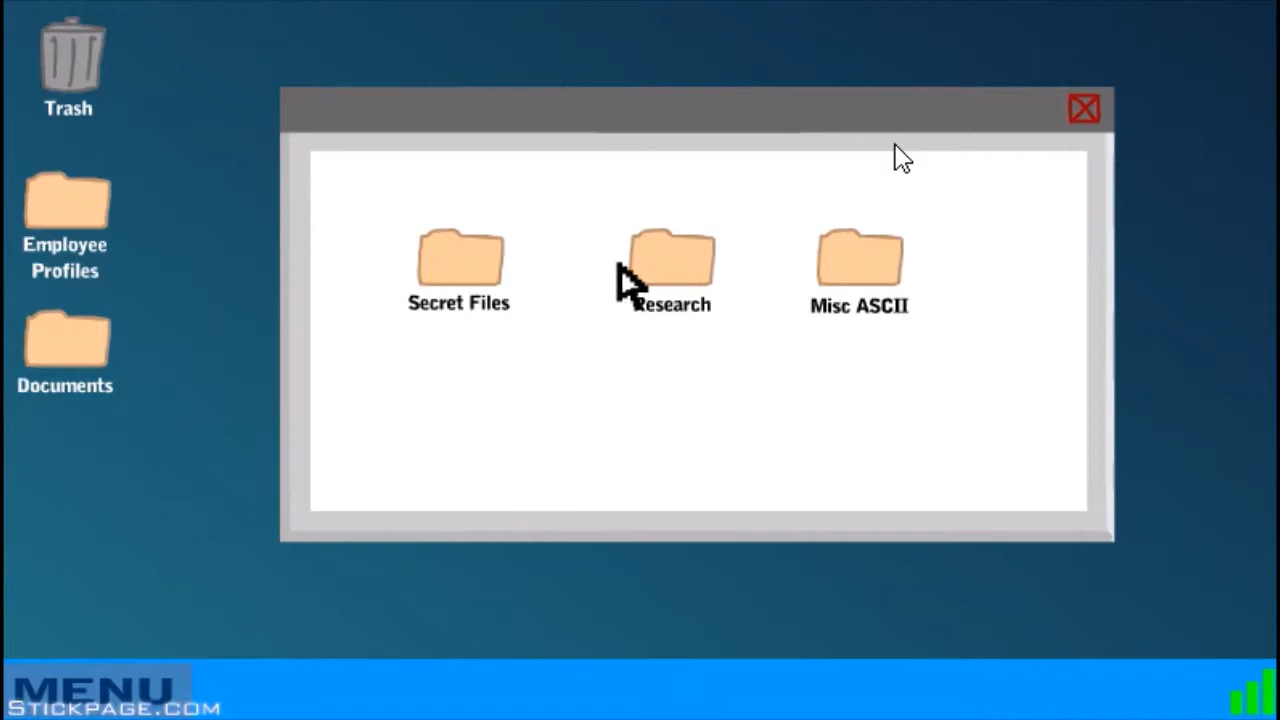 Trash
Employee
Profiles
Documents
Secret Files
Research
Misc ASCII
MENU
STICKPAGE.COM